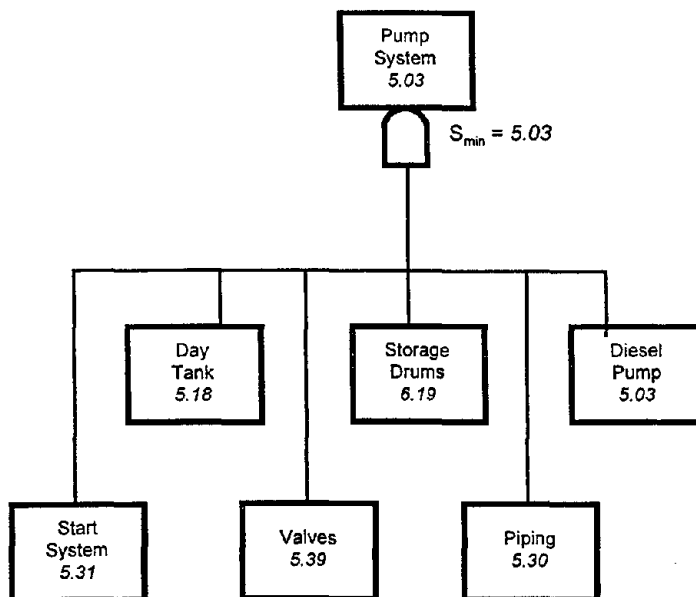 Pump
System
5.03
S_min = 5.03
Day
Tank
5.18
Storage
Drums
6.19
Diesel
Pump
5.03
Start
System
5.31
Valves
5.39
Piping
5.30